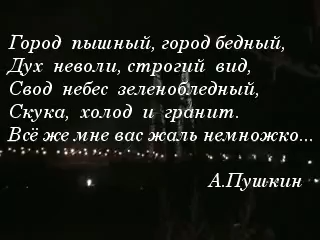 Город пышный, город бедный,
Дух неволи, строгий вид,
Свод небес зеленобледный,
Скука, холод и гранит.
Всё же мне вас жаль немножко...
А.Пушкин